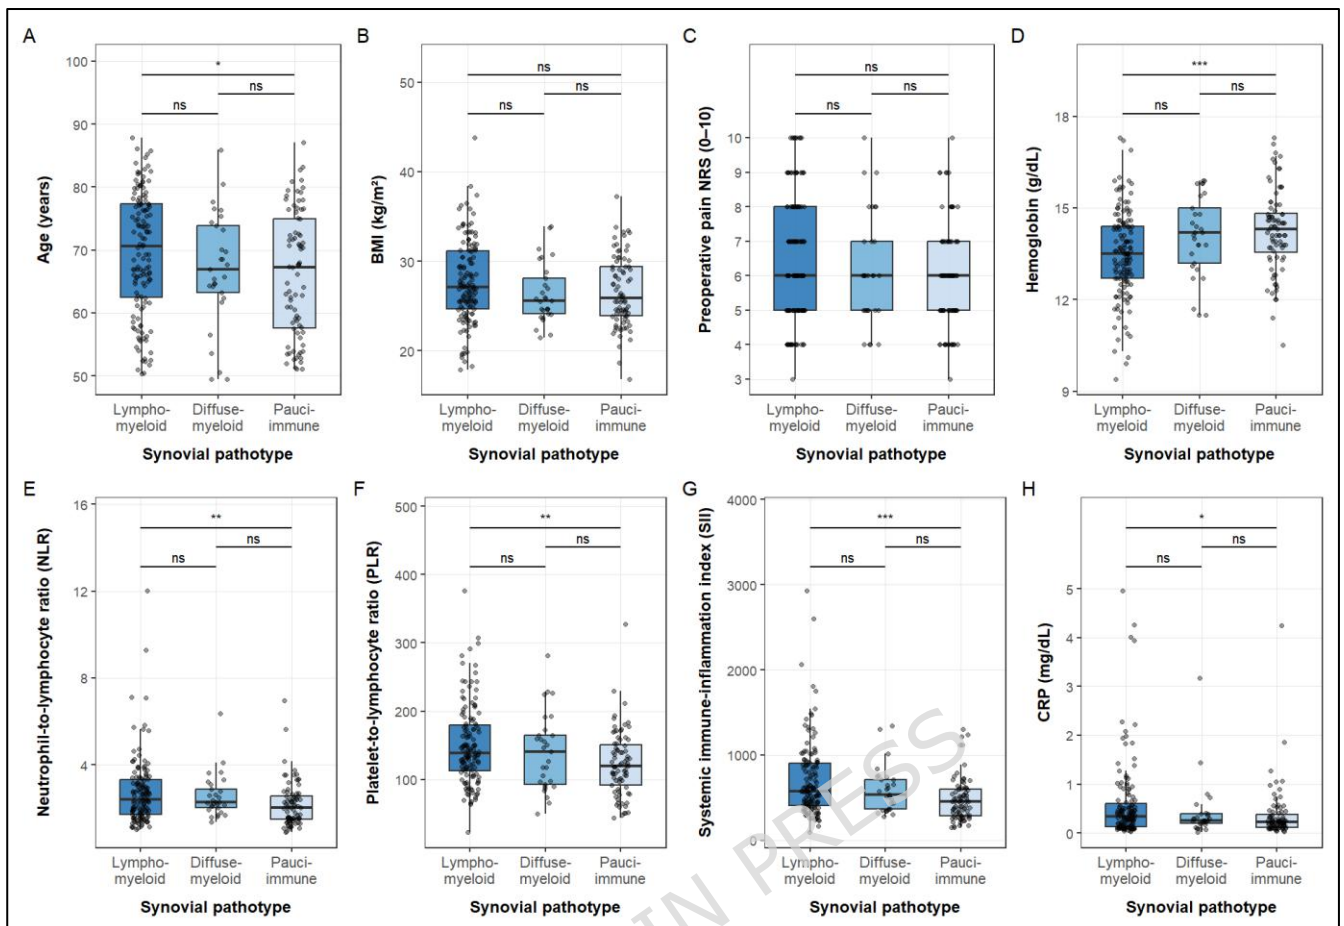 A
Age (years)
100
90
80
70
60
50
*
ns
ns
Lympho-
myeloid
Diffuse-
myeloid
Pauci-
immune
Synovial pathotype
B
BMI (kg/m²)
50
40
30
20
ns
ns
ns
Lympho-
myeloid
Diffuse-
myeloid
Pauci-
immune
Synovial pathotype
C
Preoperative pain NRS (0–10)
10
9
8
7
6
5
4
3
ns
ns
ns
Lympho-
myeloid
Diffuse-
myeloid
Pauci-
immune
Synovial pathotype
D
Hemoglobin (g/dL)
18
15
12
9
***
ns
ns
Lympho-
myeloid
Diffuse-
myeloid
Pauci-
immune
Synovial pathotype
E
Neutrophil-to-lymphocyte ratio (NLR)
16
12
8
4
**
ns
ns
Lympho-
myeloid
Diffuse-
myeloid
Pauci-
immune
Synovial pathotype
F
Platelet-to-lymphocyte ratio (PLR)
500
400
300
200
100
**
ns
ns
Lympho-
myeloid
Diffuse-
myeloid
Pauci-
immune
Synovial pathotype
G
Systemic immune-inflammation index (SII)
4000
3000
2000
1000
0
***
ns
ns
Lympho-
myeloid
Diffuse-
myeloid
Pauci-
immune
Synovial pathotype
H
CRP (mg/dL)
5
4
3
2
1
0
*
ns
ns
Lympho-
myeloid
Diffuse-
myeloid
Pauci-
immune
Synovial pathotype
IN PRESS